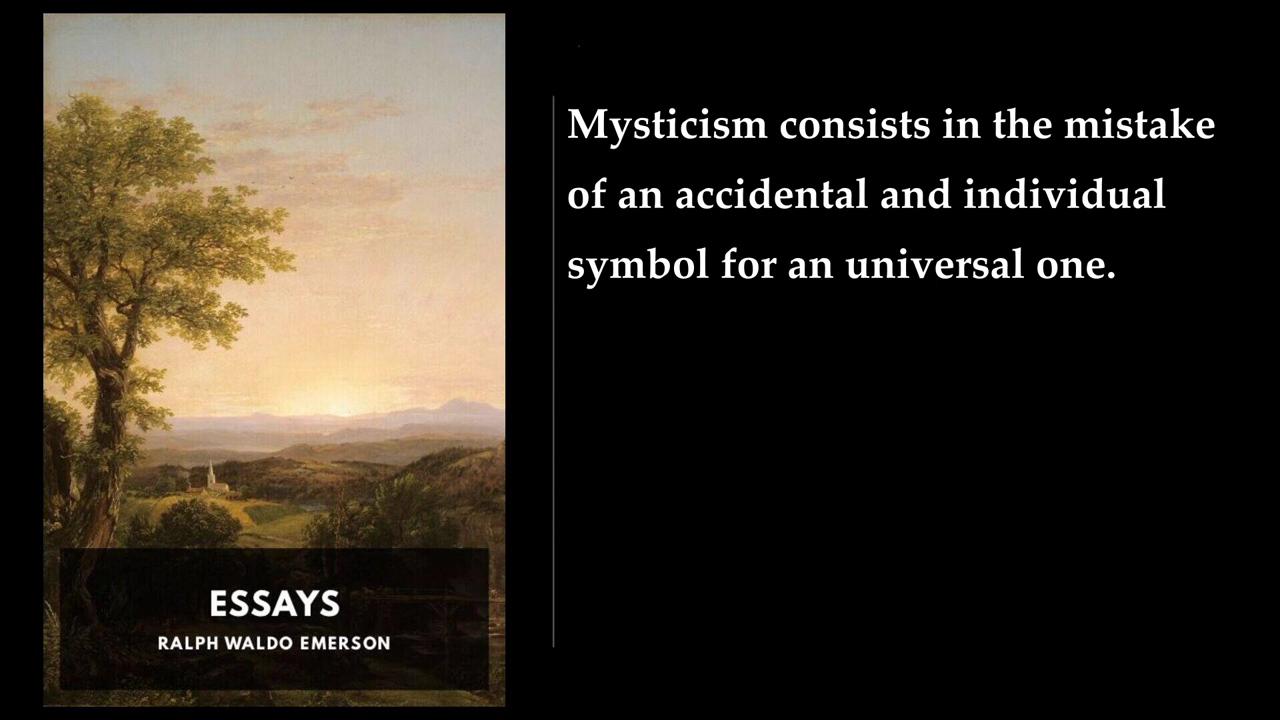 ESSAYS
RALPH WALDO EMERSON
Mysticism consists in the mistake
of an accidental and individual
symbol for an universal one.